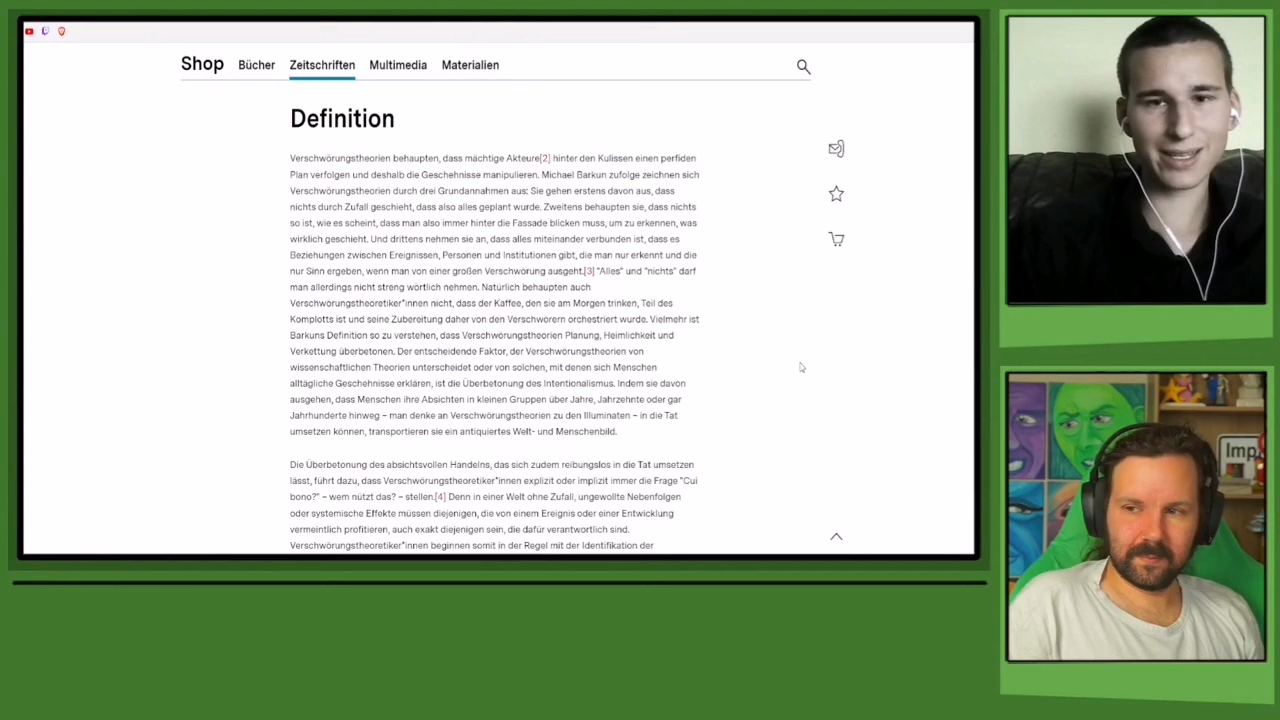 Shop Bücher Zeitschriften Multimedia Materialien
Definition
Verschwörungstheorien behaupten, dass mächtige Akteure[2] hinter den Kulissen einen perfiden
Plan verfolgen und deshalb die Geschehnisse manipulieren. Michael Barkun zufolge zeichnen sich
Verschwörungstheorien durch drei Grundannahmen aus: Sie gehen erstens davon aus, dass
nichts durch Zufall geschieht, dass also alles geplant wurde. Zweitens behaupten sie, dass nichts
so ist, wie es scheint, dass man also immer hinter die Fassade blicken muss, um zu erkennen, was
wirklich geschieht. Und drittens nehmen sie an, dass alles miteinander verbunden ist, dass es
Beziehungen zwischen Ereignissen, Personen und Institutionen gibt, die man nur erkennt und die
nur Sinn ergeben, wenn man von einer großen Verschwörung ausgeht.[3] "Alles" und "nichts" darf
man allerdings nicht streng wörtlich nehmen. Natürlich behaupten auch
Verschwörungstheoretiker*innen nicht, dass der Kaffee, den sie am Morgen trinken, Teil des
Komplotts ist und seine Zubereitung daher von den Verschwörern orchestriert wurde. Vielmehr ist
Barkuns Definition so zu verstehen, dass Verschwörungstheorien Planung, Heimlichkeit und
Verkettung überbetonen. Der entscheidende Faktor, der Verschwörungstheorien von
wissenschaftlichen Theorien unterscheidet oder von solchen, mit denen sich Menschen
alltägliche Geschehnisse erklären, ist die Überbetonung des Intentionalismus. Indem sie davon
ausgehen, dass Menschen ihre Absichten in kleinen Gruppen über Jahre, Jahrzehnte oder gar
Jahrhunderte hinweg – man denke an Verschwörungstheorien zu den Illuminaten – in die Tat
umsetzen können, transportieren sie ein antiquiertes Welt- und Menschenbild.
Die Überbetonung des absichtsvollen Handelns, das sich zudem reibungslos in die Tat umsetzen
lässt, führt dazu, dass Verschwörungstheoretiker*innen explizit oder implizit immer die Frage "Cui
bono?" – wem nützt das? – stellen.[4] Denn in einer Welt ohne Zufall, ungewollte Nebenfolgen
oder systemische Effekte müssen diejenigen, die von einem Ereignis oder einer Entwicklung
vermeintlich profitieren, auch exakt diejenigen sein, die dafür verantwortlich sind.
Verschwörungstheoretiker*innen beginnen somit in der Regel mit der Identifikation der
Imp